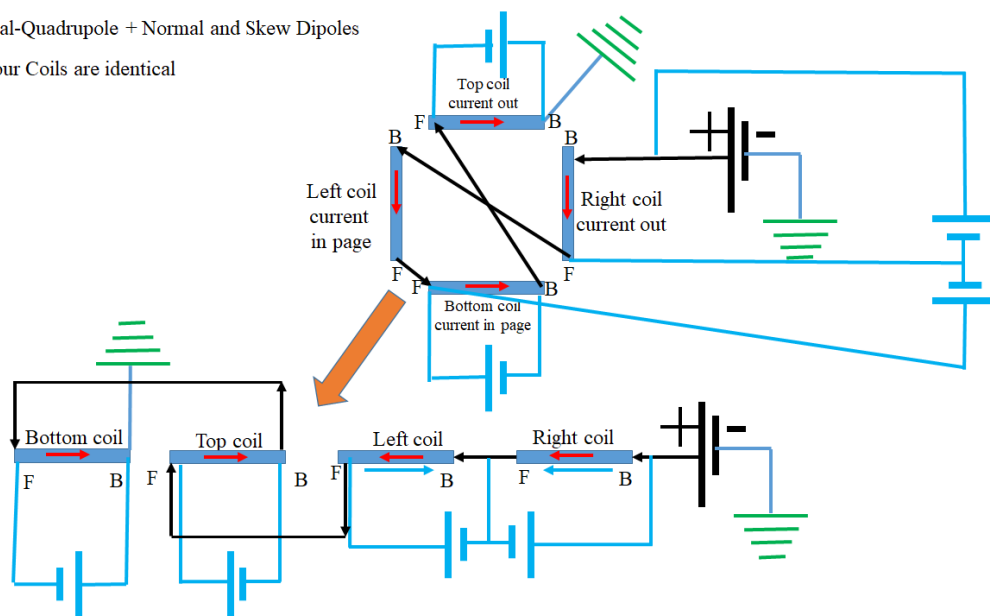 al-Quadrupole + Normal and Skew Dipoles
our Coils are identical
Top coil
current out
F
B
B
B
Left coil
current
in page
Right coil
current out
+
-
F
F
B
F
Bottom coil
current in page
Bottom coil
F
B
Top coil
F
B
Left coil
F
B
Right coil
F
B
+
-